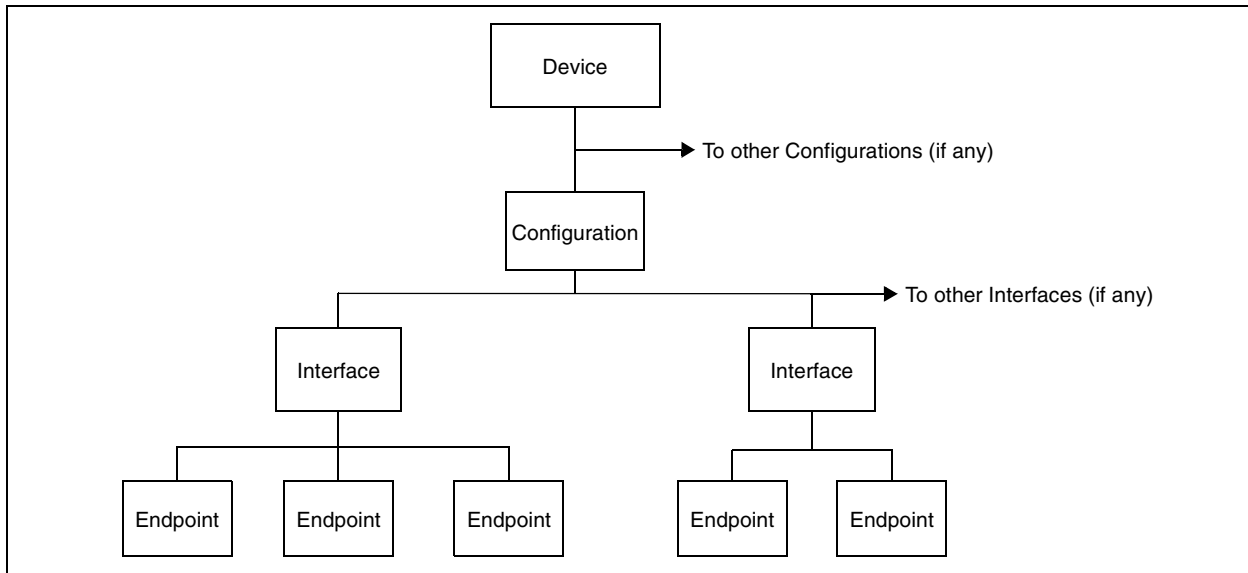 Device
To other Configurations (if any)
Configuration
To other Interfaces (if any)
Interface
Interface
Endpoint
Endpoint
Endpoint
Endpoint
Endpoint